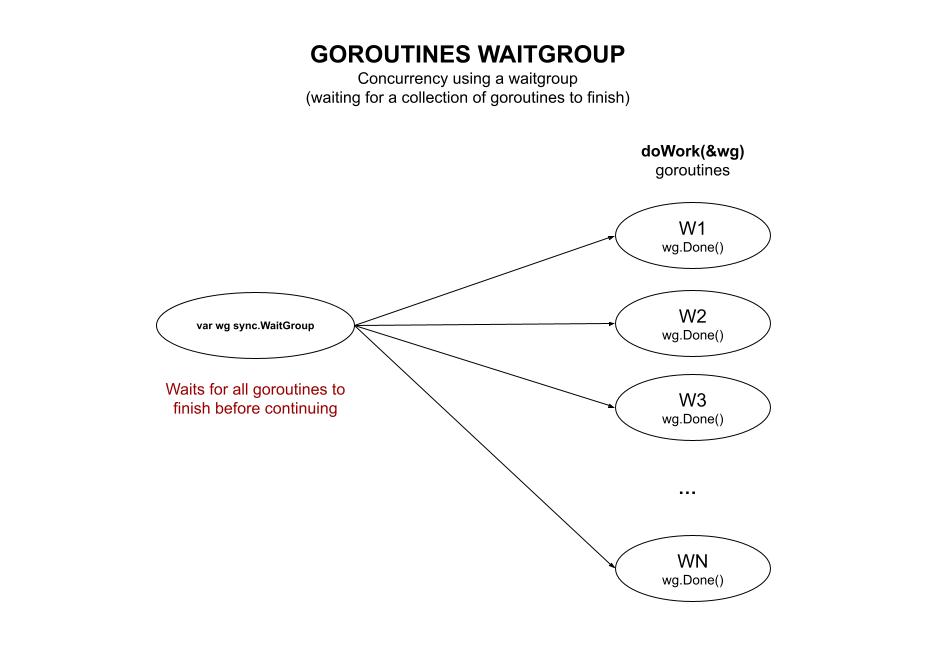 GOROUTINES WAITGROUP
Concurrency using a waitgroup
(waiting for a collection of goroutines to finish)
doWork(&wg)
goroutines
W1
wg.Done()
W2
wg.Done()
var wg sync.WaitGroup
Waits for all goroutines to
finish before continuing
W3
wg.Done()
...
WN
wg.Done()